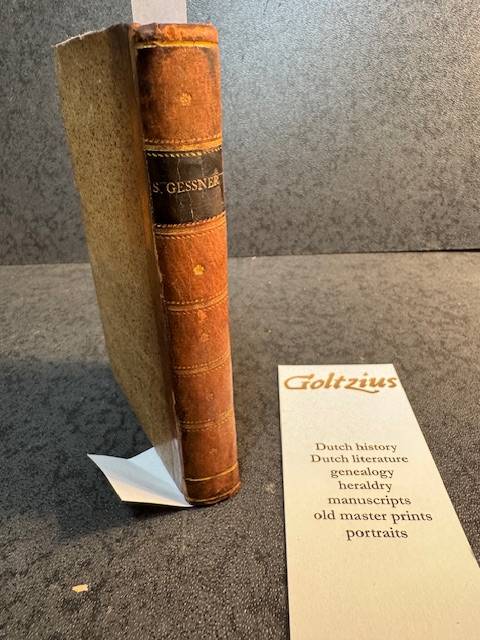 S. GESSNER
Goltzius
Dutch history
Dutch literature
genealogy
heraldry
manuscripts
old master prints
portraits